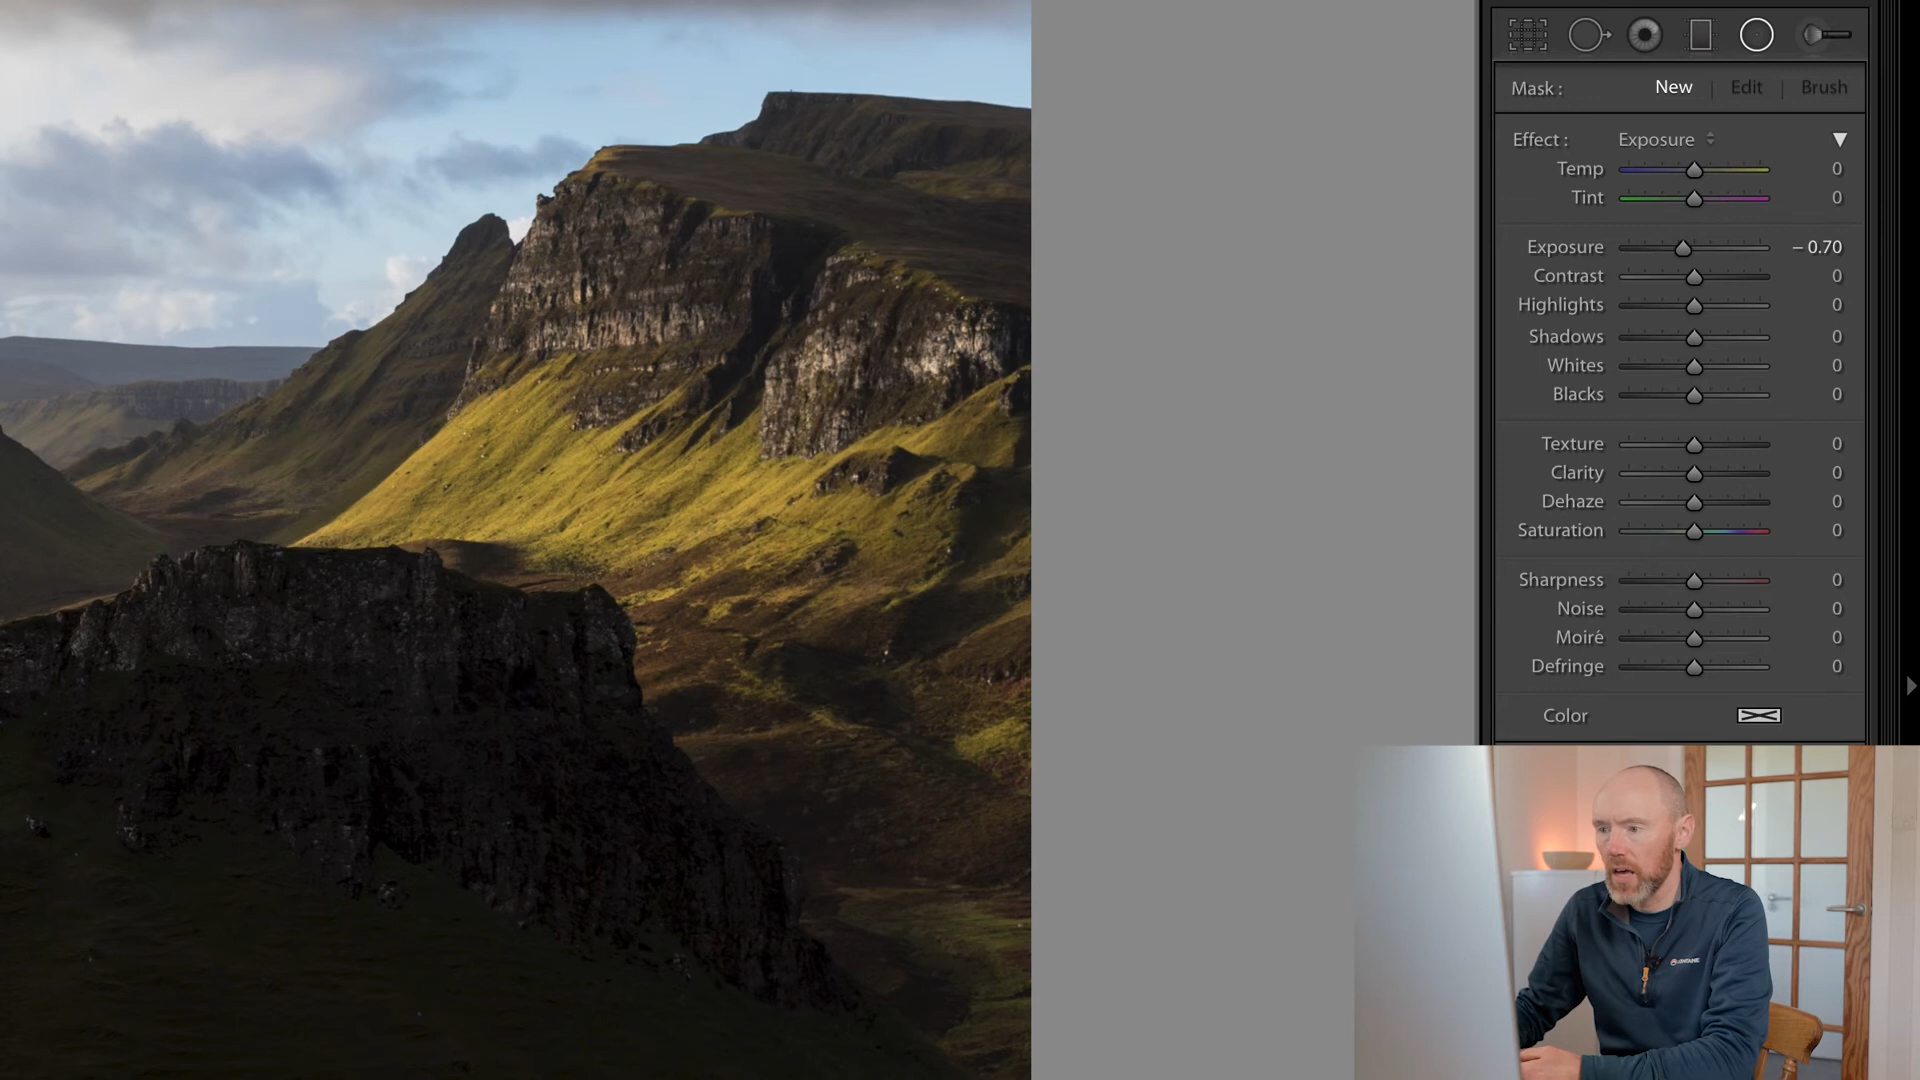 Mask : New | Edit | Brush
Effect : Exposure
Temp 0
Tint 0
Exposure – 0.70
Contrast 0
Highlights 0
Shadows 0
Whites 0
Blacks 0
Texture 0
Clarity 0
Dehaze 0
Saturation 0
Sharpness 0
Noise 0
Moiré 0
Defringe 0
Color